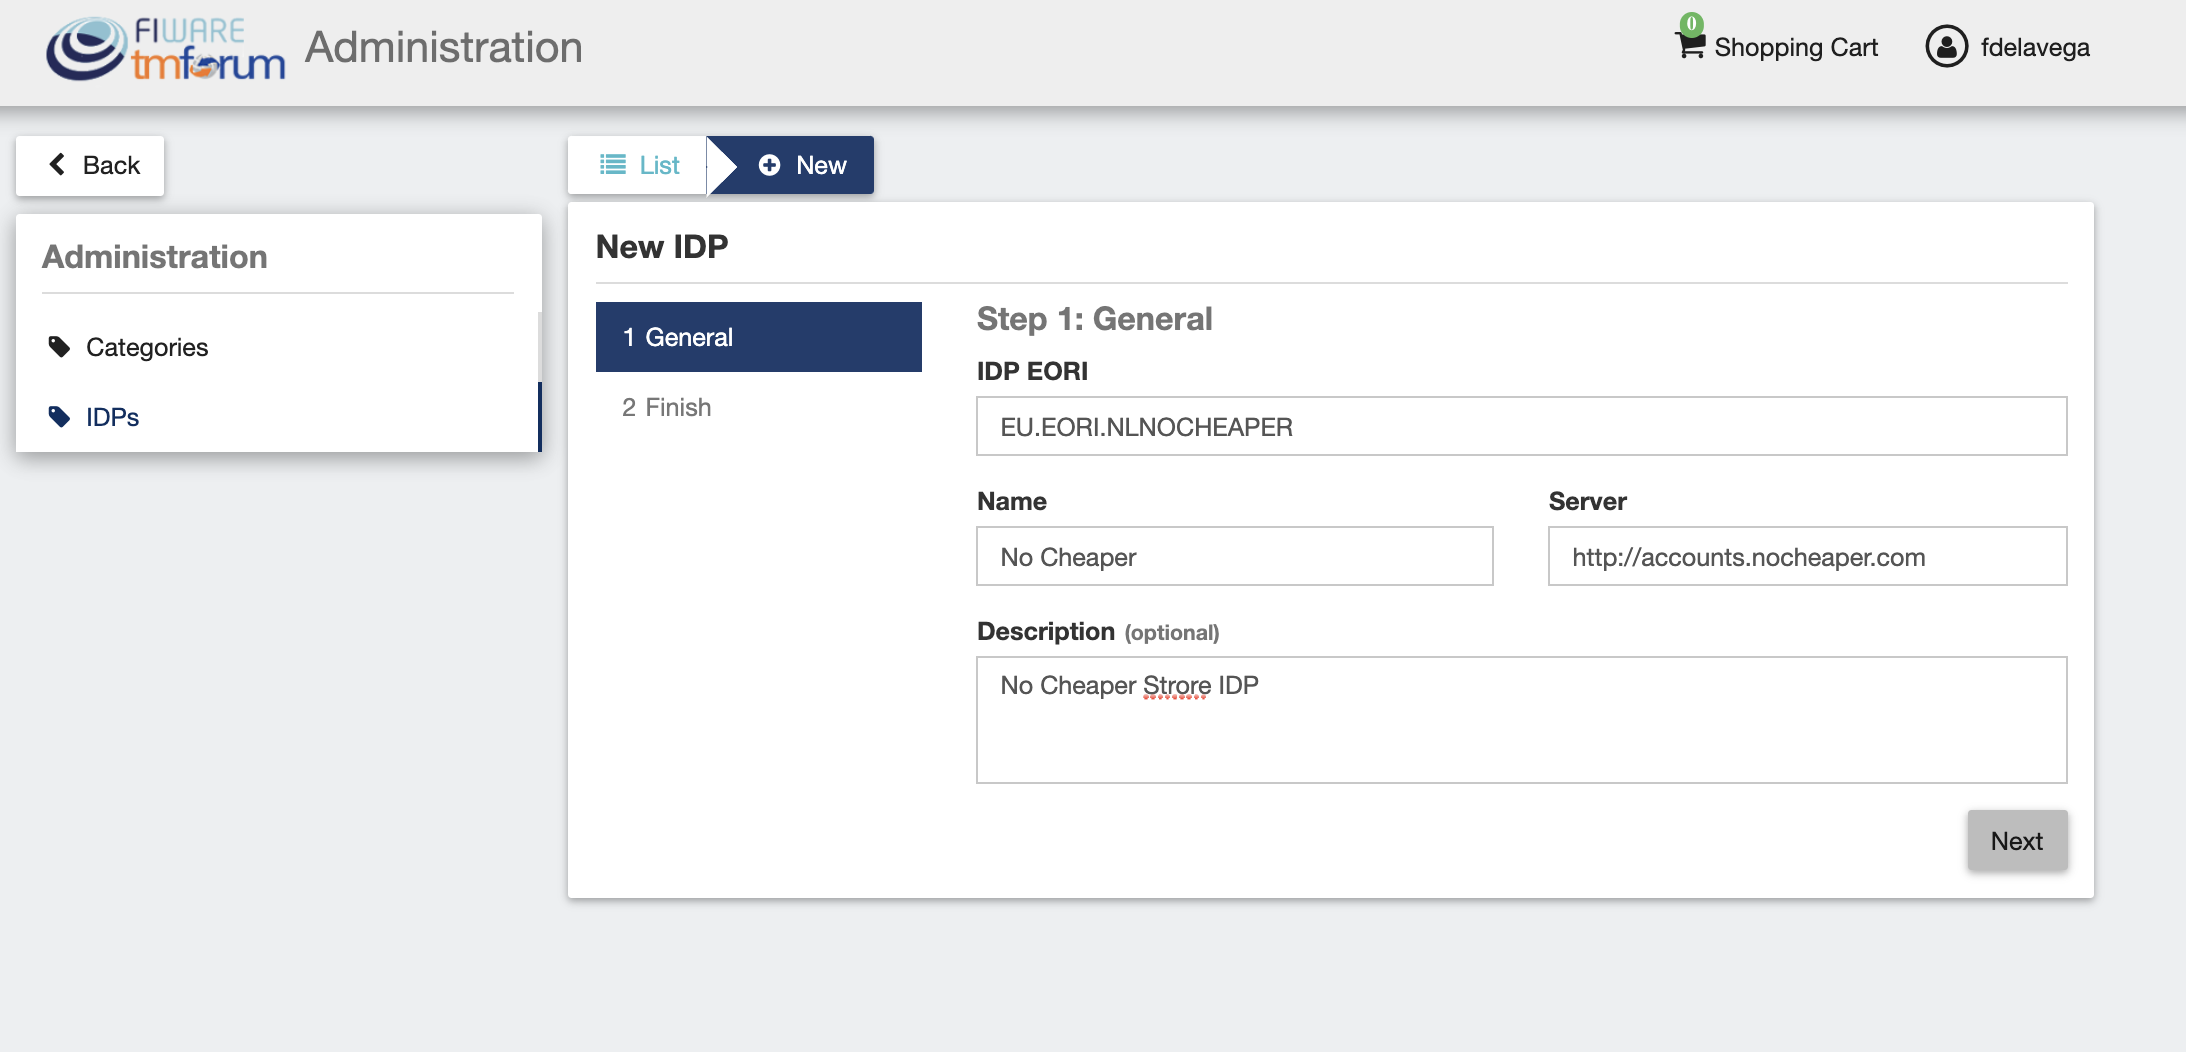 FIWARE
tmforum
Administration
0
Shopping Cart
fdelavega
Back
List
New
Administration
Categories
IDPs
New IDP
1 General
2 Finish
Step 1: General
IDP EORI
EU.EORI.NLNOCHEAPER
Name
Server
No Cheaper
http://accounts.nocheaper.com
Description (optional)
No Cheaper Strore IDP
Next